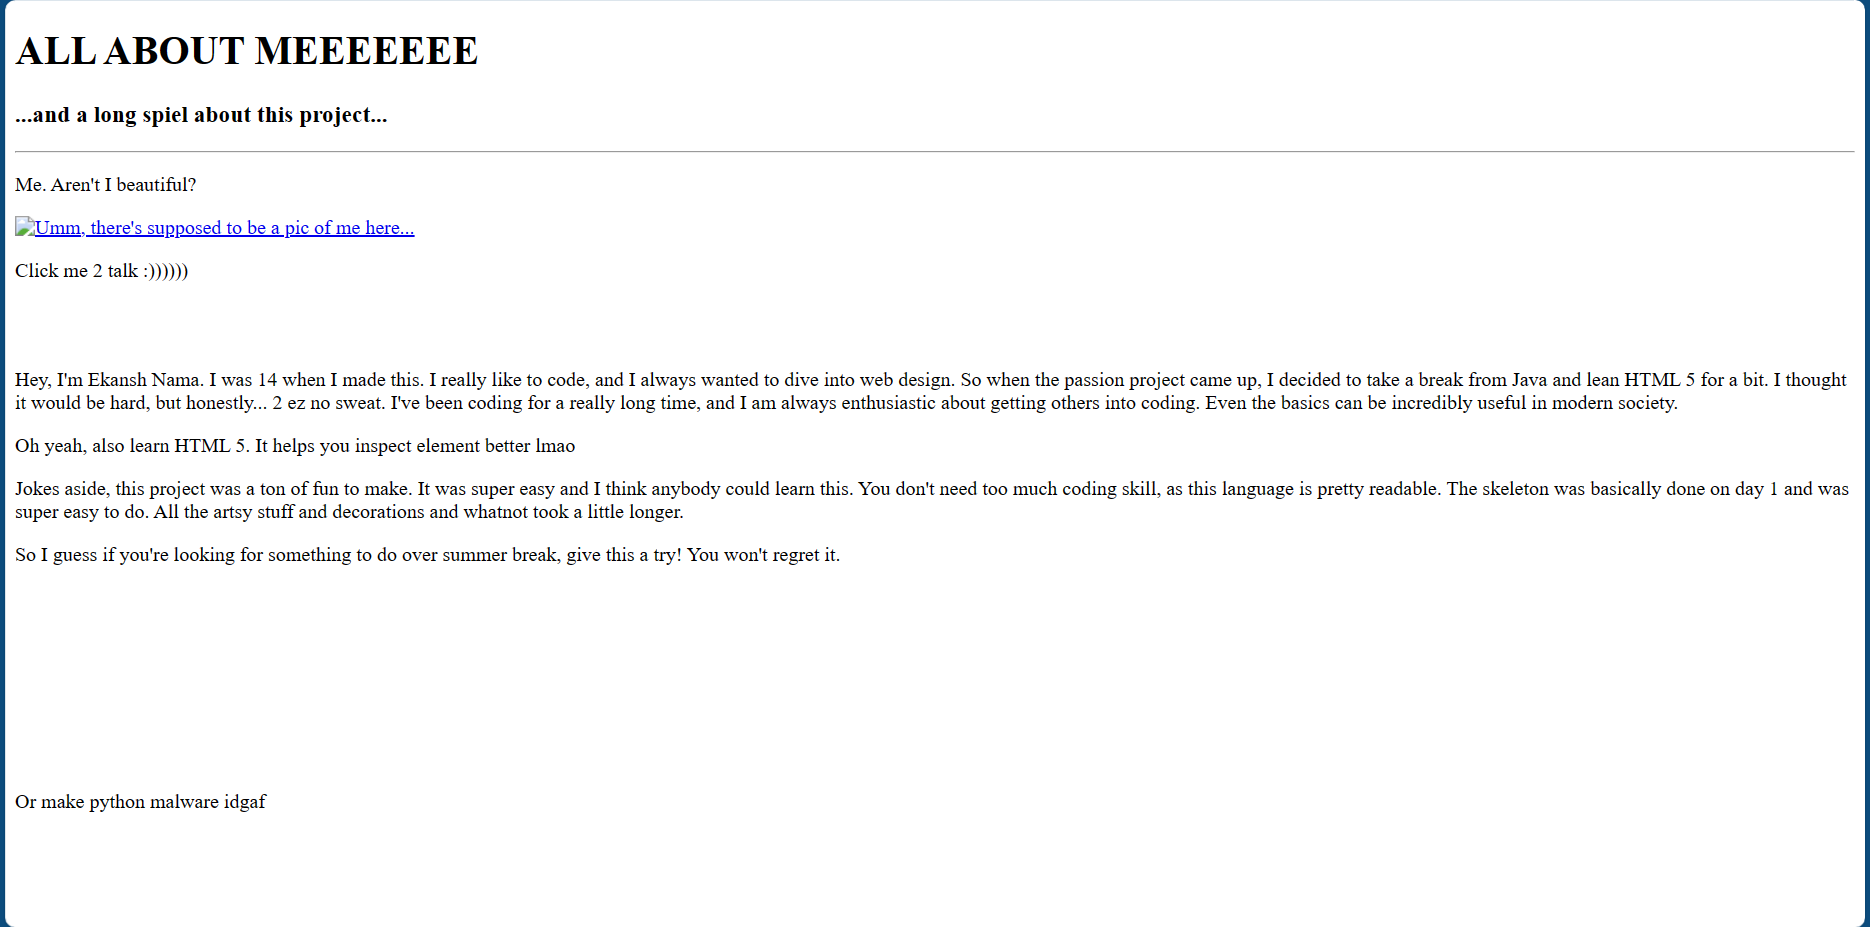 ALL ABOUT MEEEEEEE
...and a long spiel about this project...
Me. Aren't I beautiful?
Umm, there's supposed to be a pic of me here...
Click me 2 talk :))))))
Hey, I'm Ekansh Nama. I was 14 when I made this. I really like to code, and I always wanted to dive into web design. So when the passion project came up, I decided to take a break from Java and lean HTML 5 for a bit. I thought
it would be hard, but honestly... 2 ez no sweat. I've been coding for a really long time, and I am always enthusiastic about getting others into coding. Even the basics can be incredibly useful in modern society.
Oh yeah, also learn HTML 5. It helps you inspect element better lmao
Jokes aside, this project was a ton of fun to make. It was super easy and I think anybody could learn this. You don't need too much coding skill, as this language is pretty readable. The skeleton was basically done on day 1 and was
super easy to do. All the artsy stuff and decorations and whatnot took a little longer.
So I guess if you're looking for something to do over summer break, give this a try! You won't regret it.
Or make python malware idgaf